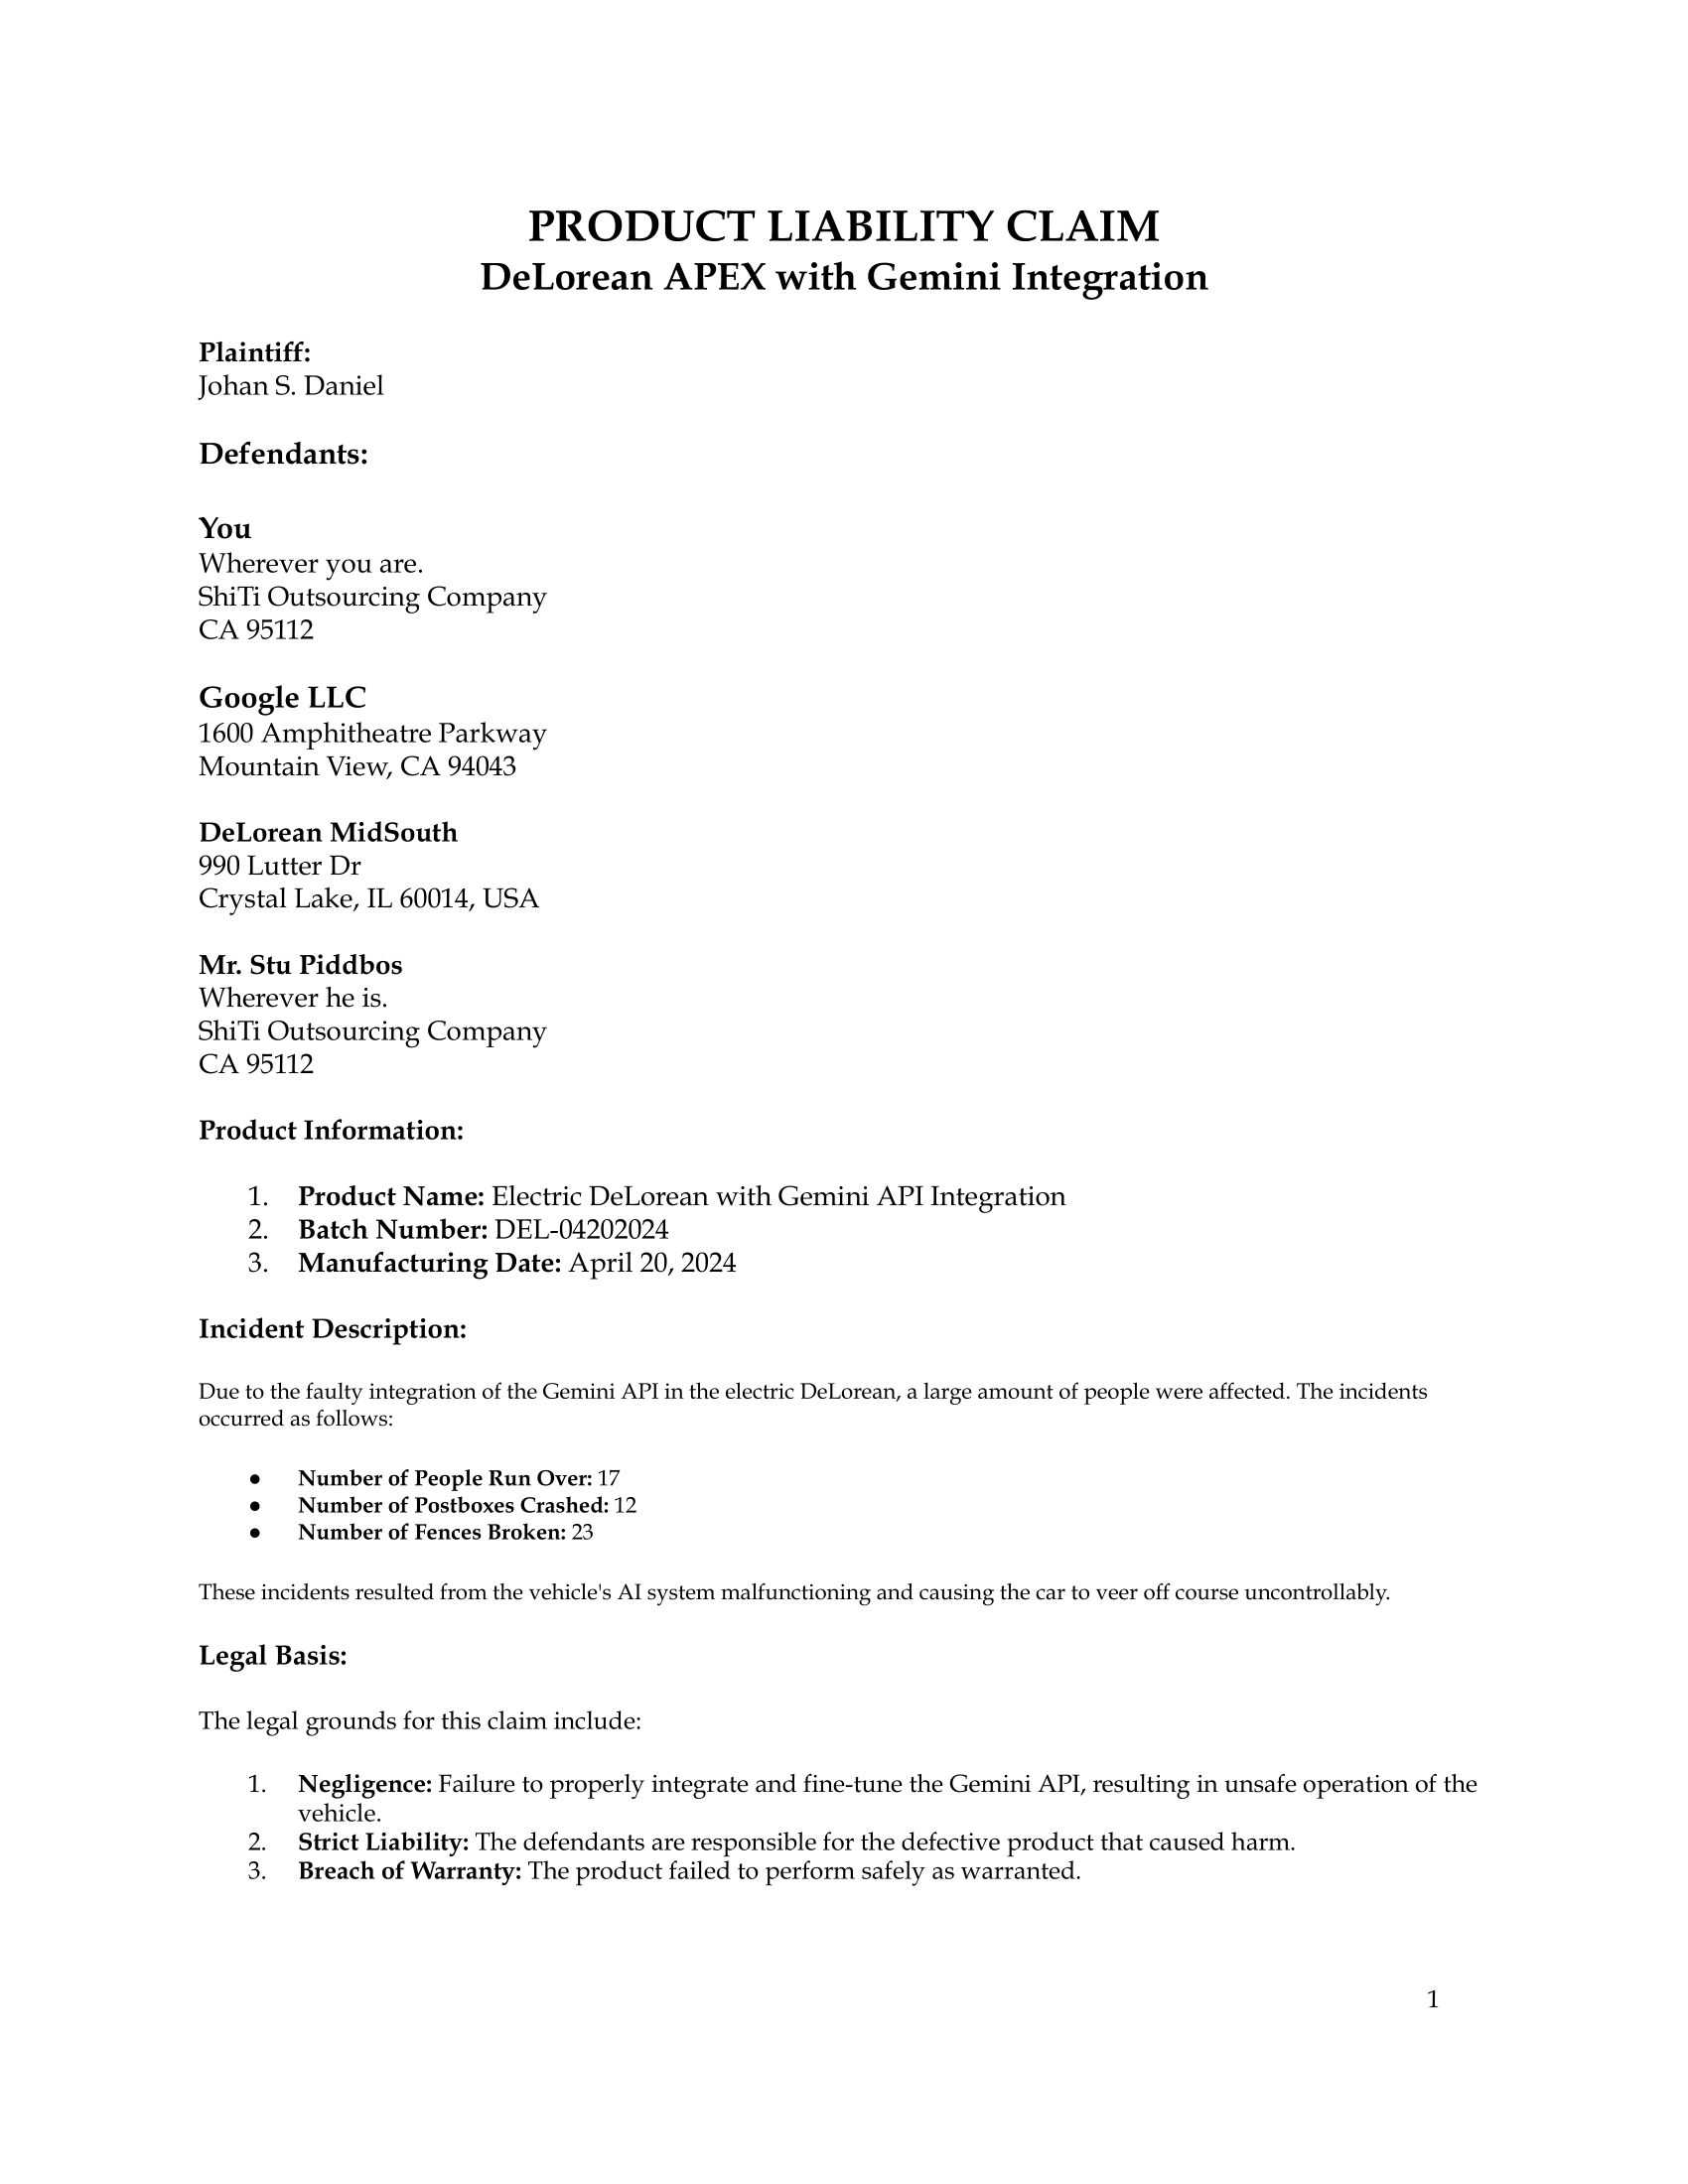 PRODUCT LIABILITY CLAIM
DeLorean APEX with Gemini Integration
Plaintiff:
Johan S. Daniel
Defendants:
You
Wherever you are.
ShiTi Outsourcing Company
CA 95112
Google LLC
1600 Amphitheatre Parkway
Mountain View, CA 94043
DeLorean MidSouth
990 Lutter Dr
Crystal Lake, IL 60014, USA
Mr. Stu Piddbos
Wherever he is.
ShiTi Outsourcing Company
CA 95112
Product Information:
1. Product Name: Electric DeLorean with Gemini API Integration
2. Batch Number: DEL-04202024
3. Manufacturing Date: April 20, 2024
Incident Description:
Due to the faulty integration of the Gemini API in the electric DeLorean, a large amount of people were affected. The incidents
occurred as follows:
● Number of People Run Over: 17
● Number of Postboxes Crashed: 12
● Number of Fences Broken: 23
These incidents resulted from the vehicle's AI system malfunctioning and causing the car to veer off course uncontrollably.
Legal Basis:
The legal grounds for this claim include:
1. Negligence: Failure to properly integrate and fine-tune the Gemini API, resulting in unsafe operation of the
vehicle.
2. Strict Liability: The defendants are responsible for the defective product that caused harm.
3. Breach of Warranty: The product failed to perform safely as warranted.
1